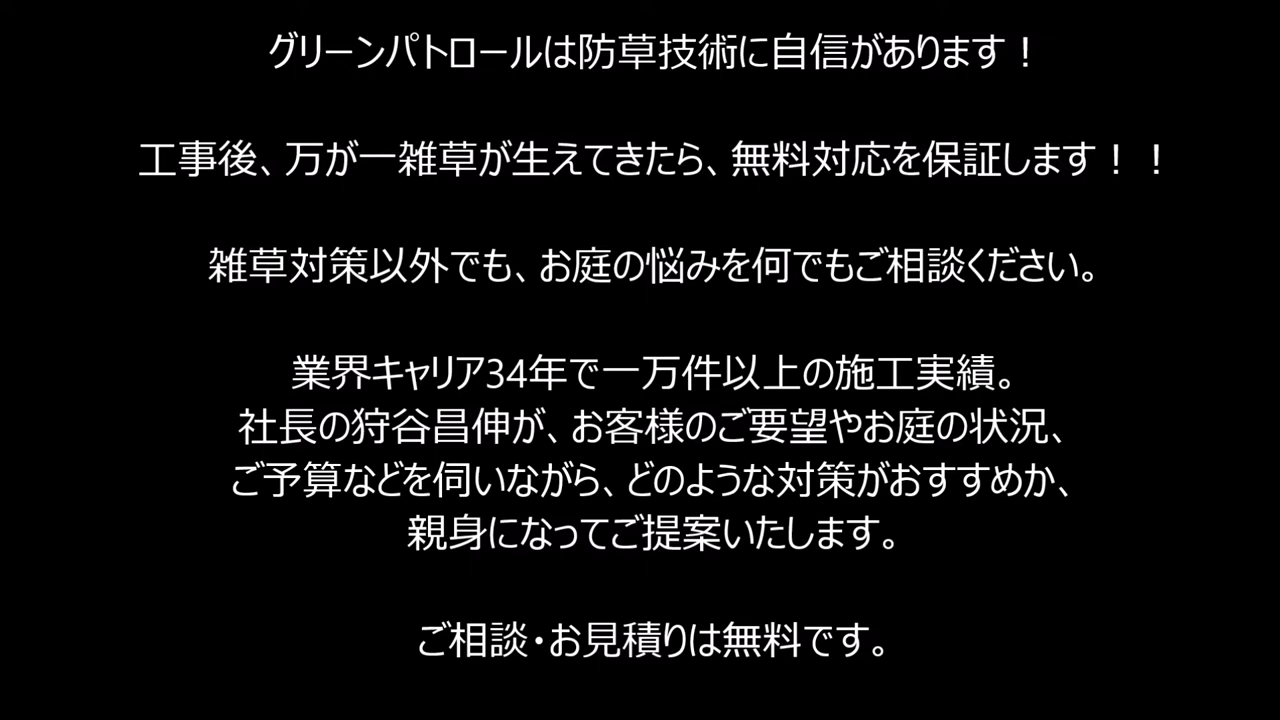 グリーンパトロールは防草技術に自信があります！
工事後、万が一雑草が生えてきたら、無料対応を保証します！！
雑草対策以外でも、お庭の悩みを何でもご相談ください。
業界キャリア34年で一万件以上の施工実績。
社長の狩谷昌伸が、お客様のご要望やお庭の状況、
ご予算などを伺いながら、どのような対策がおすすめか、
親身になってご提案いたします。
ご相談・お見積りは無料です。